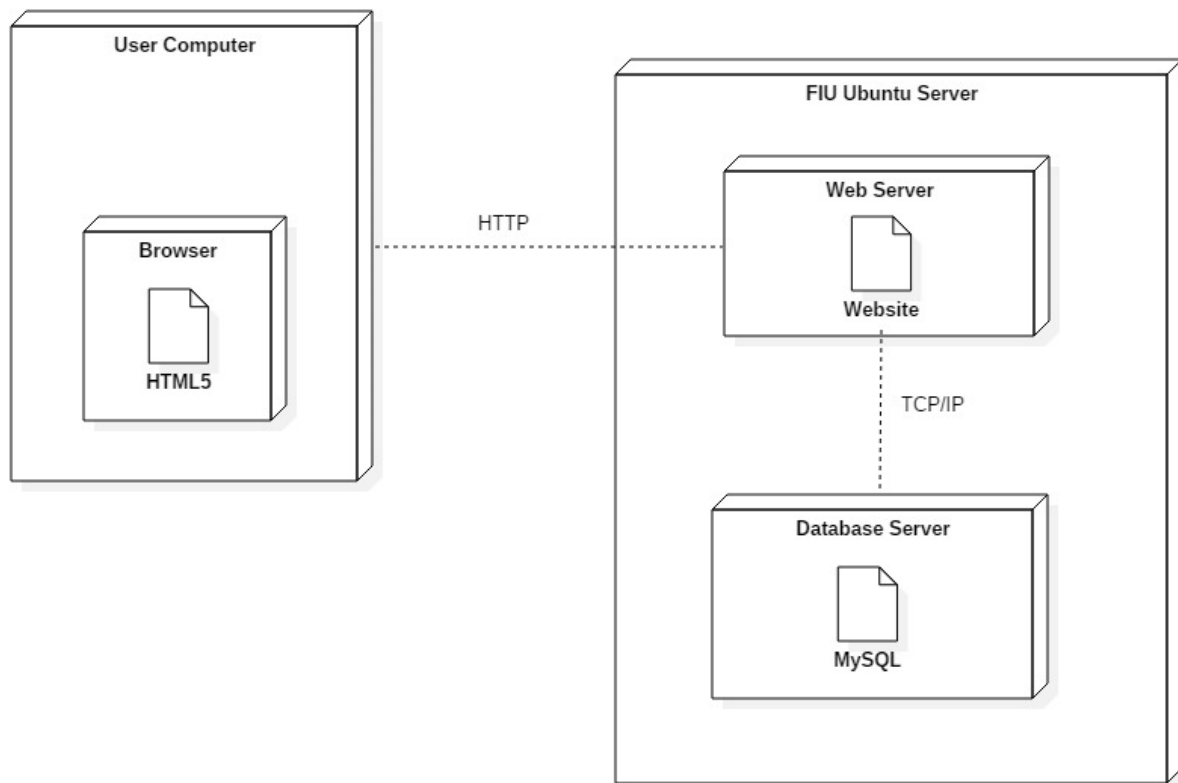 User Computer
Browser
HTML5
HTTP
FIU Ubuntu Server
Web Server
Website
TCP/IP
Database Server
MySQL